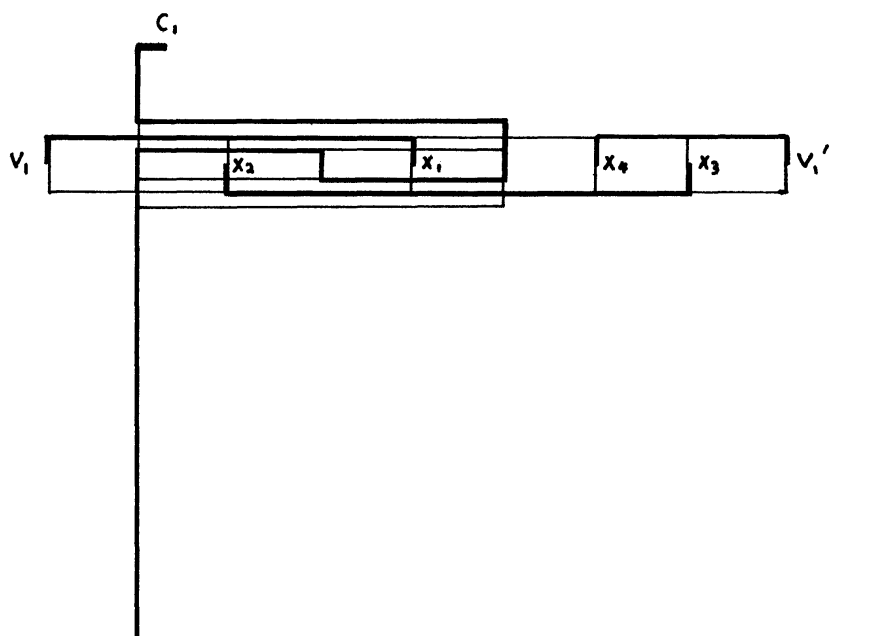 C₁
V₁ X₂ X₁ X₄ X₃ V₁′